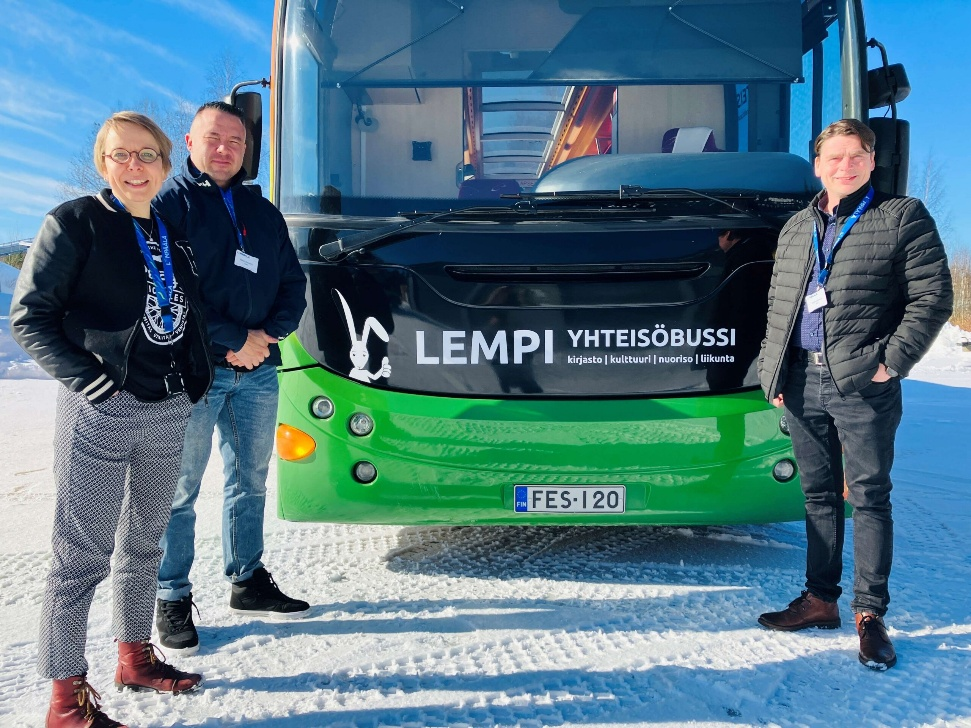 LEMPI YHTEISÖBUSSI
kirjasto | kulttuuri | nuoriso | liikunta
FIN FES-120